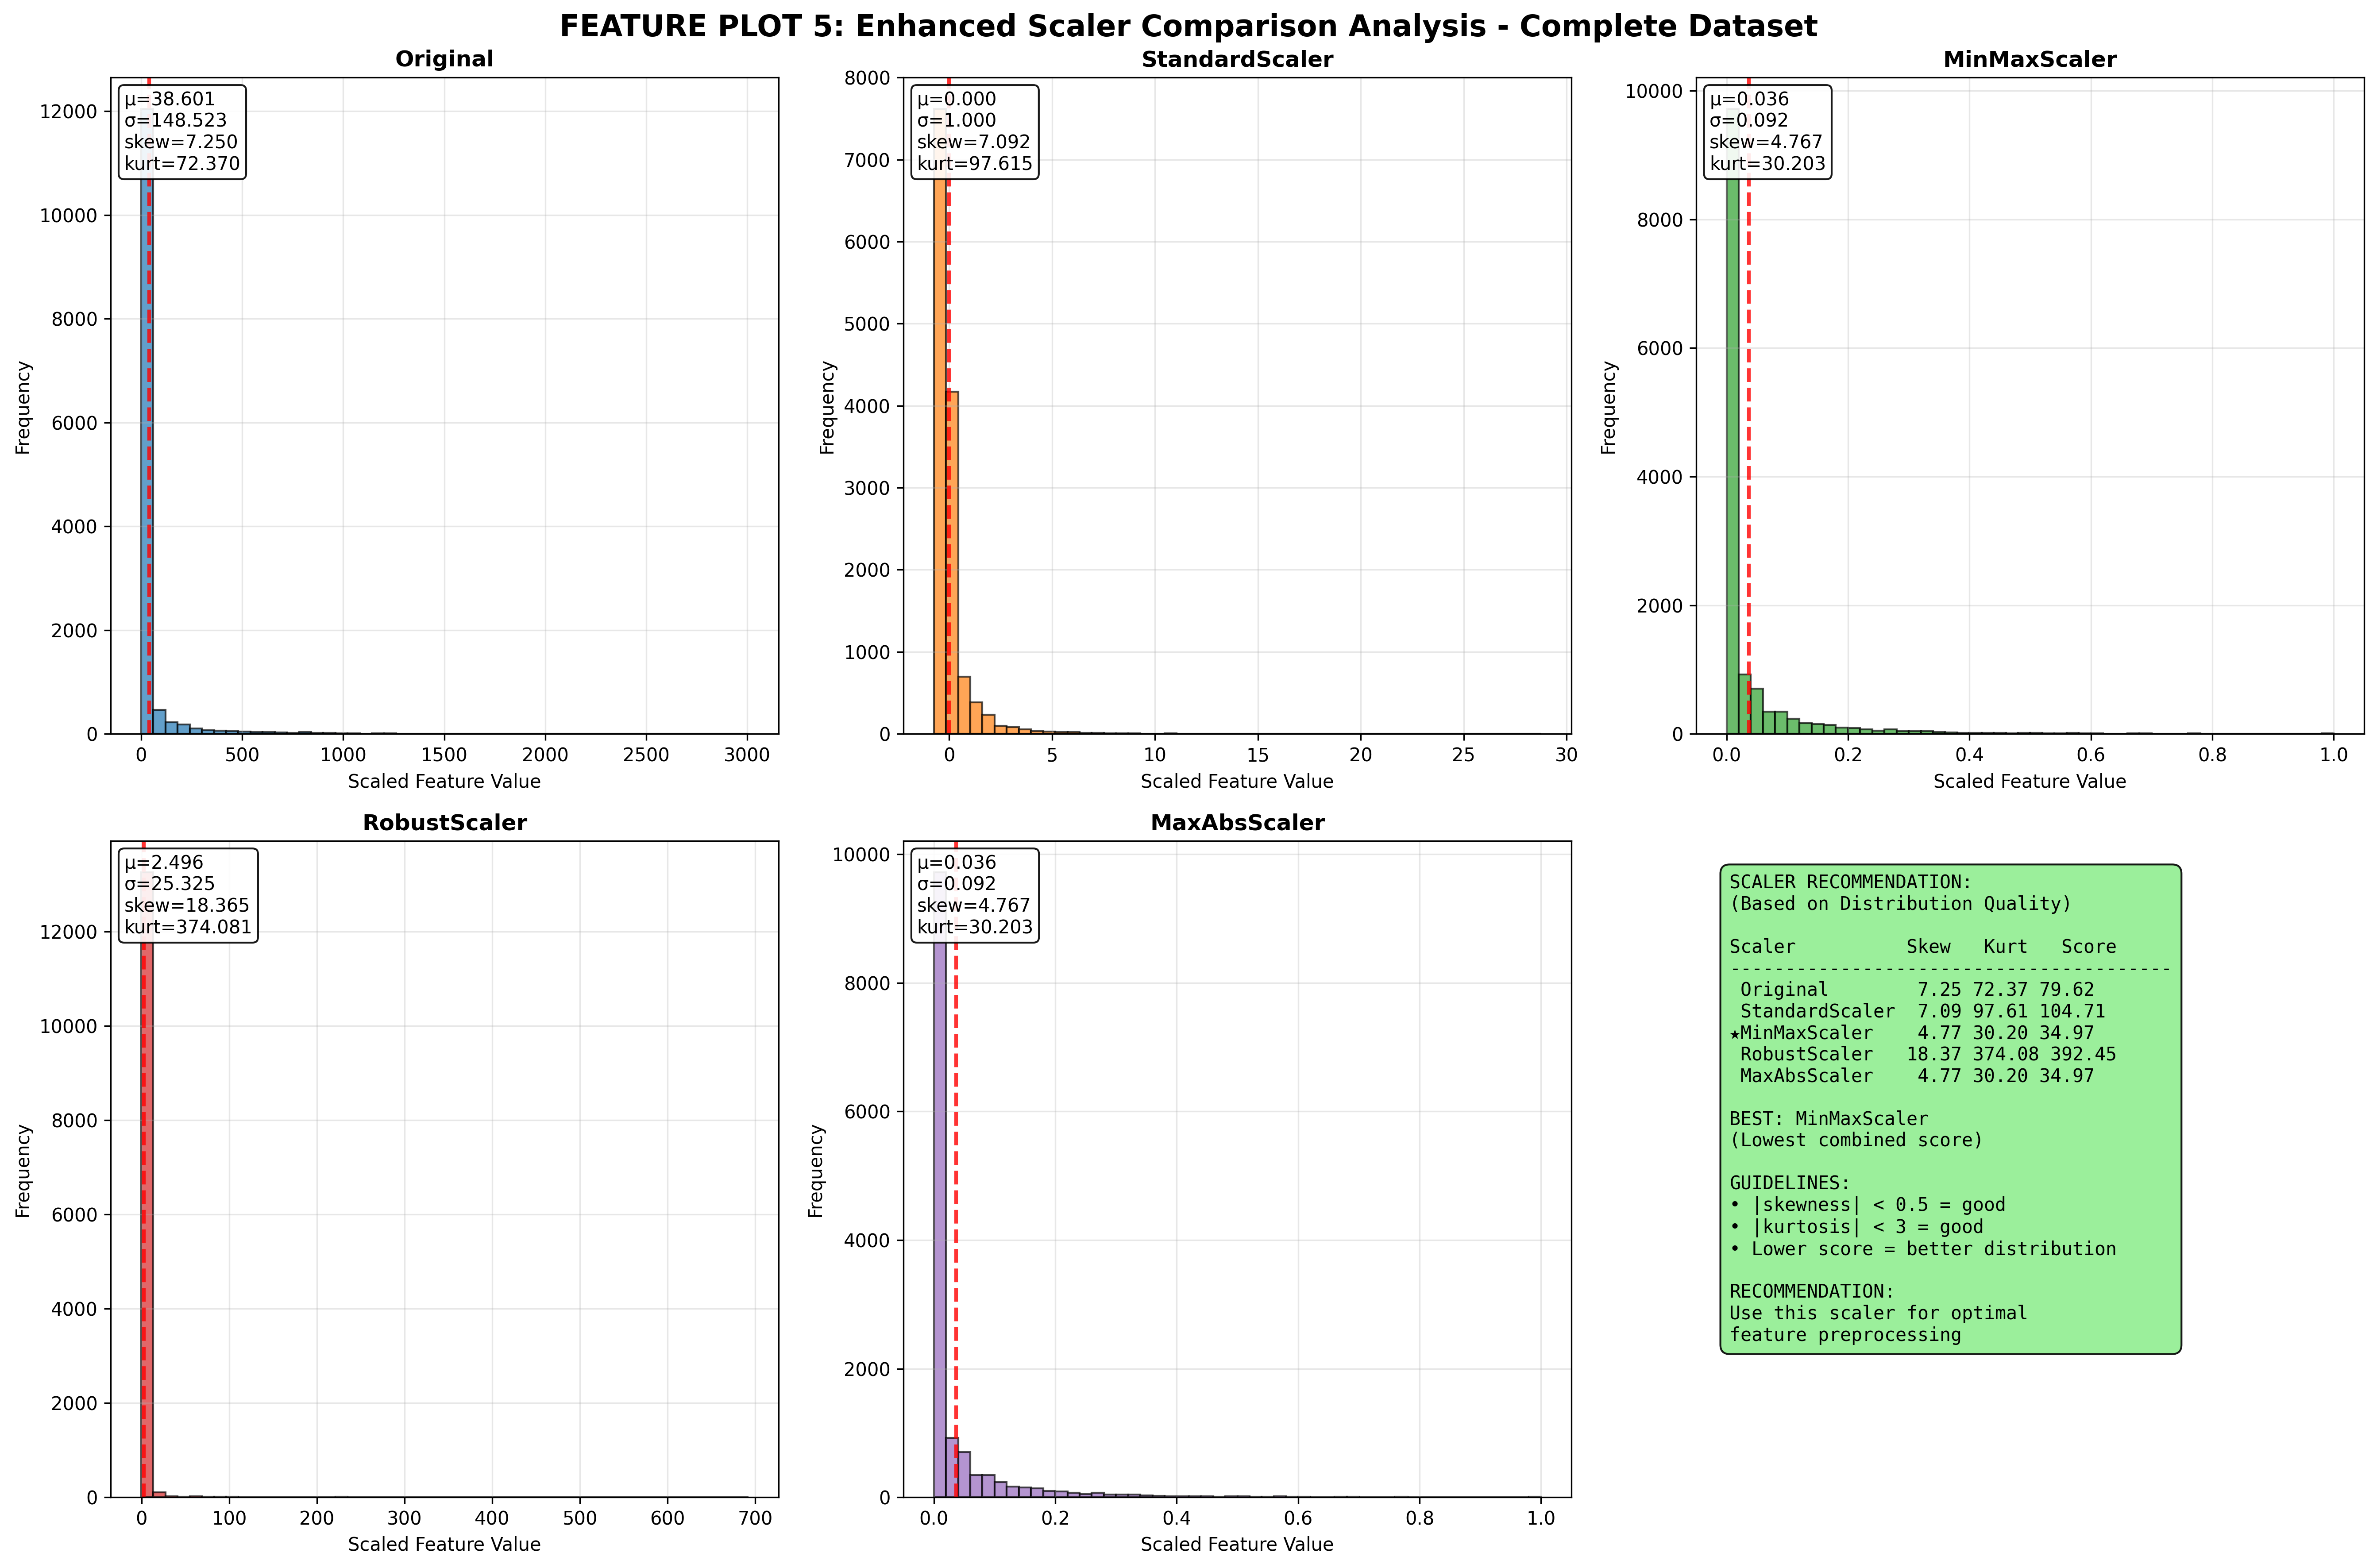 FEATURE PLOT 5: Enhanced Scaler Comparison Analysis - Complete Dataset
Original
μ=38.601
σ=148.523
skew=7.250
kurt=72.370
Frequency
12000
10000
8000
6000
4000
2000
0
0 500 1000 1500 2000 2500 3000
Scaled Feature Value
StandardScaler
μ=0.000
σ=1.000
skew=7.092
kurt=97.615
Frequency
8000
7000
6000
5000
4000
3000
2000
1000
0
0 5 10 15 20 25 30
Scaled Feature Value
MinMaxScaler
μ=0.036
σ=0.092
skew=4.767
kurt=30.203
Frequency
10000
8000
6000
4000
2000
0
0.0 0.2 0.4 0.6 0.8 1.0
Scaled Feature Value
RobustScaler
μ=2.496
σ=25.325
skew=18.365
kurt=374.081
Frequency
12000
10000
8000
6000
4000
2000
0
0 100 200 300 400 500 600 700
Scaled Feature Value
MaxAbsScaler
μ=0.036
σ=0.092
skew=4.767
kurt=30.203
Frequency
10000
8000
6000
4000
2000
0
0.0 0.2 0.4 0.6 0.8 1.0
Scaled Feature Value
SCALER RECOMMENDATION:
(Based on Distribution Quality)
Scaler Skew Kurt Score
----------------------------------------
Original 7.25 72.37 79.62
StandardScaler 7.09 97.61 104.71
★MinMaxScaler 4.77 30.20 34.97
RobustScaler 18.37 374.08 392.45
MaxAbsScaler 4.77 30.20 34.97
BEST: MinMaxScaler
(Lowest combined score)
GUIDELINES:
• |skewness| < 0.5 = good
• |kurtosis| < 3 = good
• Lower score = better distribution
RECOMMENDATION:
Use this scaler for optimal
feature preprocessing